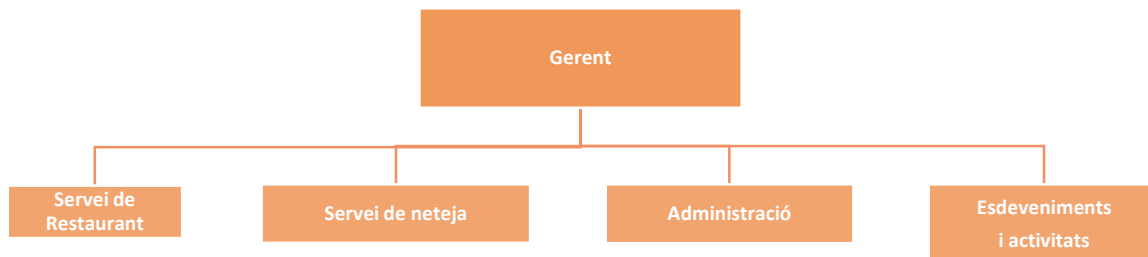 Gerent
Servei de
Restaurant
Servei de neteja
Administració
Esdeveniments
i activitats